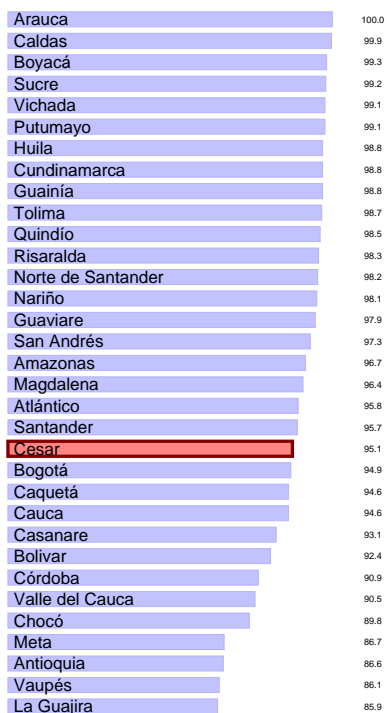 Arauca 100.0
Caldas 99.9
Boyacá 99.3
Sucre 99.2
Vichada 99.1
Putumayo 99.1
Huila 98.8
Cundinamarca 98.8
Guainía 98.8
Tolima 98.7
Quindío 98.5
Risaralda 98.3
Norte de Santander 98.2
Nariño 98.1
Guaviare 97.9
San Andrés 97.3
Amazonas 96.7
Magdalena 96.4
Atlántico 95.8
Santander 95.7
Cesar 95.1
Bogotá 94.9
Caquetá 94.6
Cauca 94.6
Casanare 93.1
Bolivar 92.4
Córdoba 90.9
Valle del Cauca 90.5
Chocó 89.8
Meta 86.7
Antioquia 86.6
Vaupés 86.1
La Guajira 85.9